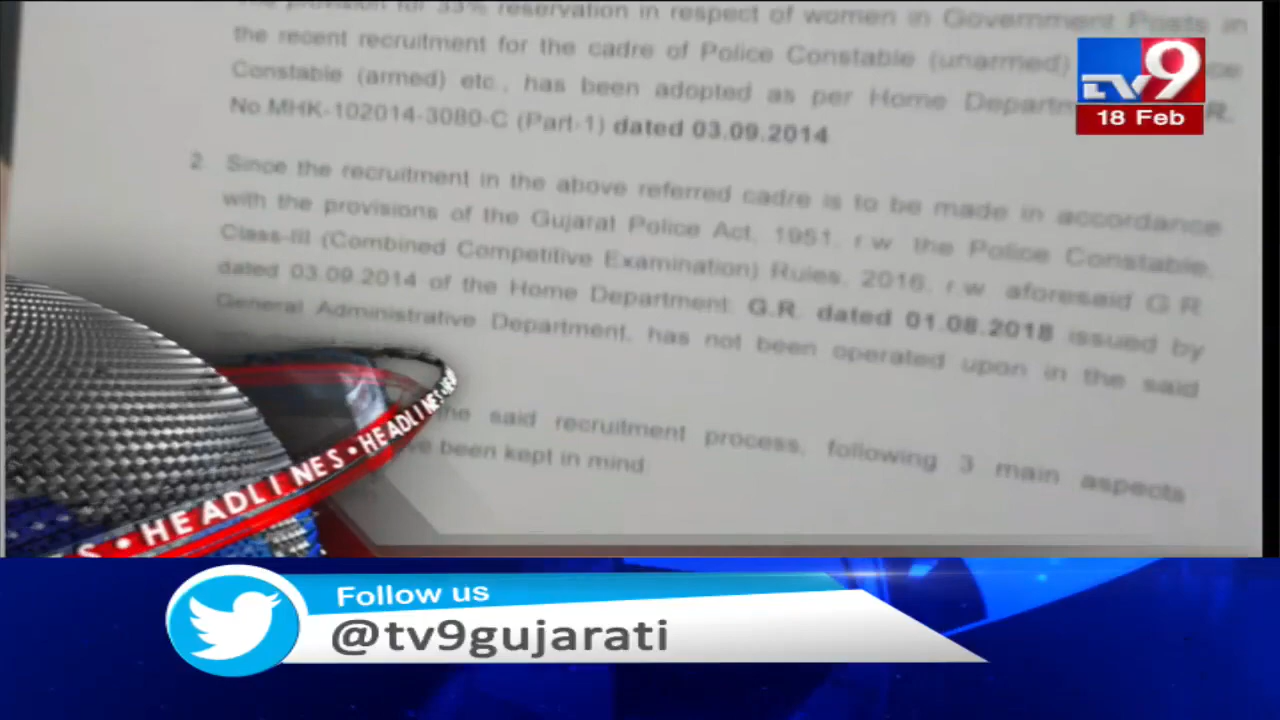 The provision for 33% reservation in respect of women in Government Posts in
the recent recruitment for the cadre of Police Constable (unarmed)
Constable (armed) etc., has been adopted as per Home
No.MHK-102014-3080-C (Part-1) dated 03.09.2014
2. Since the recruitment in the above referred cadre is to be made in accordance
with the provisions of the Gujarat Police Act, 1951, r.w. the Police Constable,
Class-III (Combined Competitive Examination) Rules, 2016, r.w. aforesaid G.R.
dated 03.09.2014 of the Home Department, G.R. dated 01.08.2018 issued by
General Administrative Department, has not been operated upon in the said
said recruitment process, following 3 main aspects
been kept in mind
TV9
18 Feb
HEADLINES • HEADLINES
Follow us
@tv9gujarati